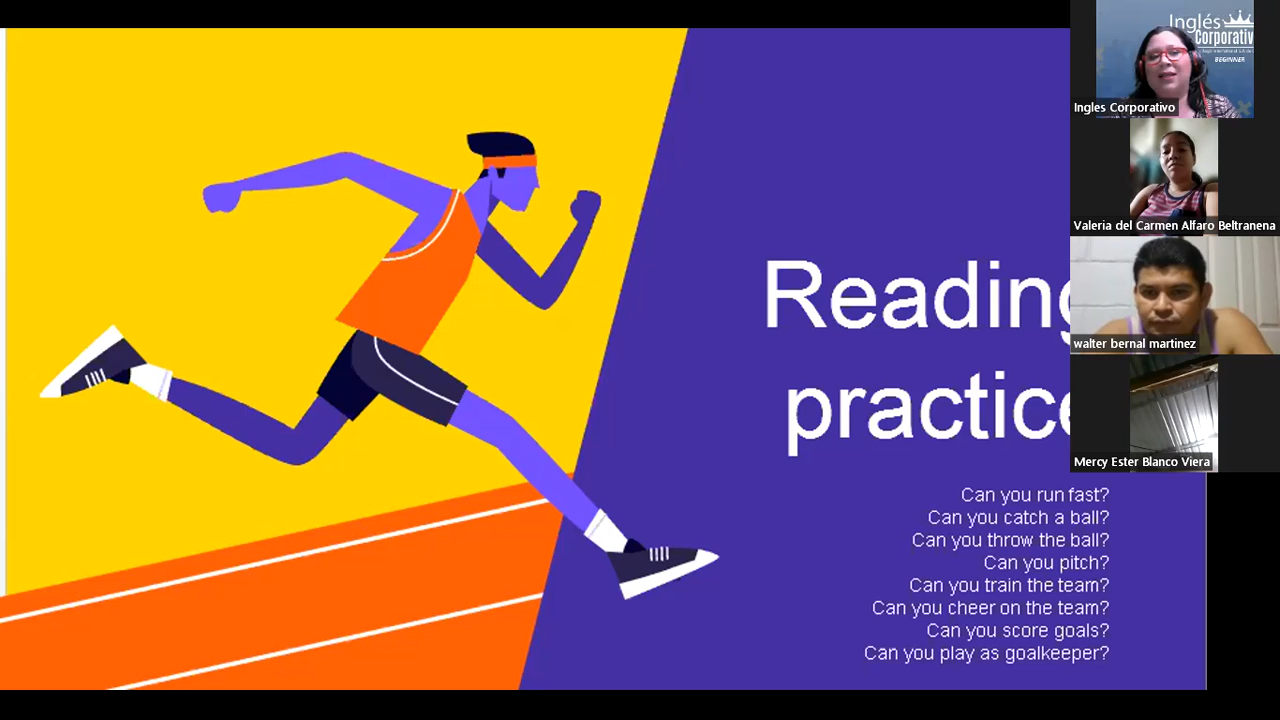 Reading
practice
Can you run fast?
Can you catch a ball?
Can you throw the ball?
Can you pitch?
Can you train the team?
Can you cheer on the team?
Can you score goals?
Can you play as goalkeeper?
Inglés
Corporativ
BEGINNER
Ingles Corporativo
Valeria del Carmen Alfaro Beltranena
walter bernal martinez
Mercy Ester Blanco Viera